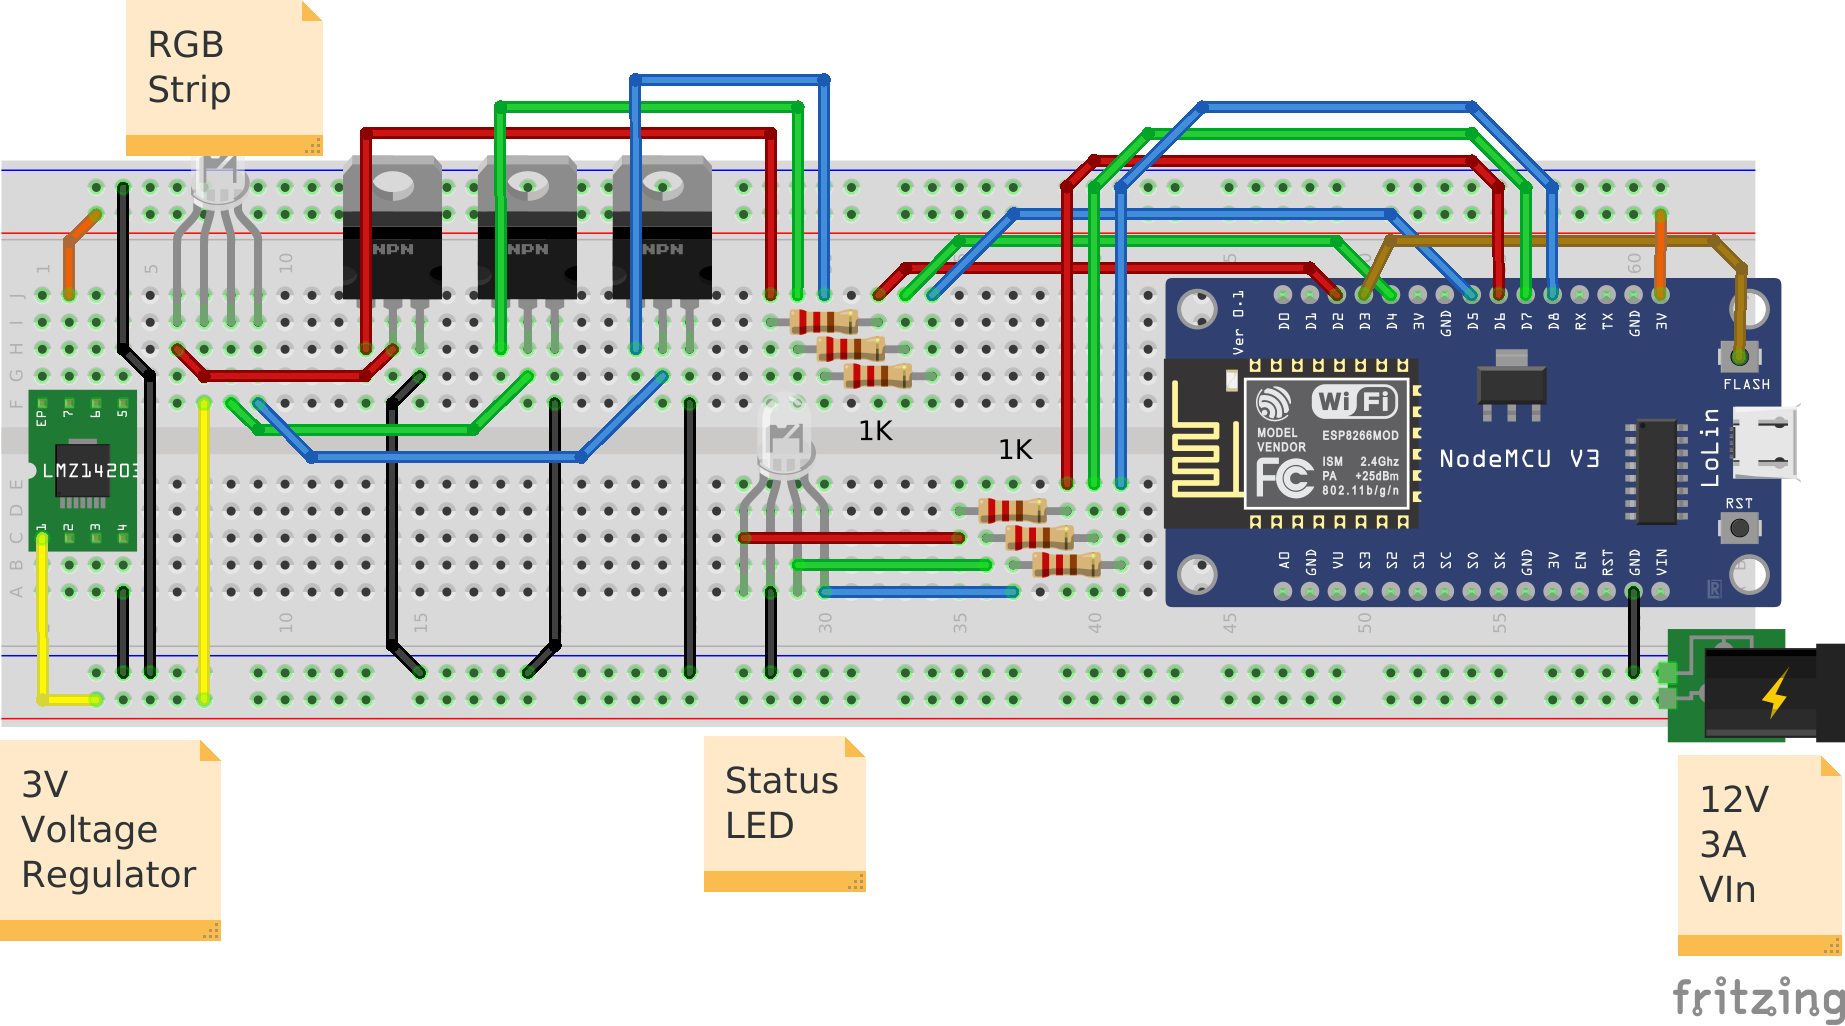 RGB
Strip
NPN
NPN
NPN
1
5
10
J
I
H
G
F
E
D
C
B
A
EP
7
6
5
LMZ14203
1
2
3
4
1K
1K
10
15
30
35
40
45
50
55
60
Ver 0.1
D0
D1
D2
D3
D4
3V
GND
D5
D6
D7
D8
RX
TX
GND
3V
FLASH
WiFi
MODEL
VENDOR
ESP8266MOD
FC
ISM 2.4Ghz
PA +25dBm
802.11b/g/n
NodeMCU V3
LoLin
RST
A0
GND
VU
S3
S2
S1
SC
S0
SK
GND
3V
EN
RST
GND
VIN
3V
Voltage
Regulator
Status
LED
12V
3A
VIn
fritzing